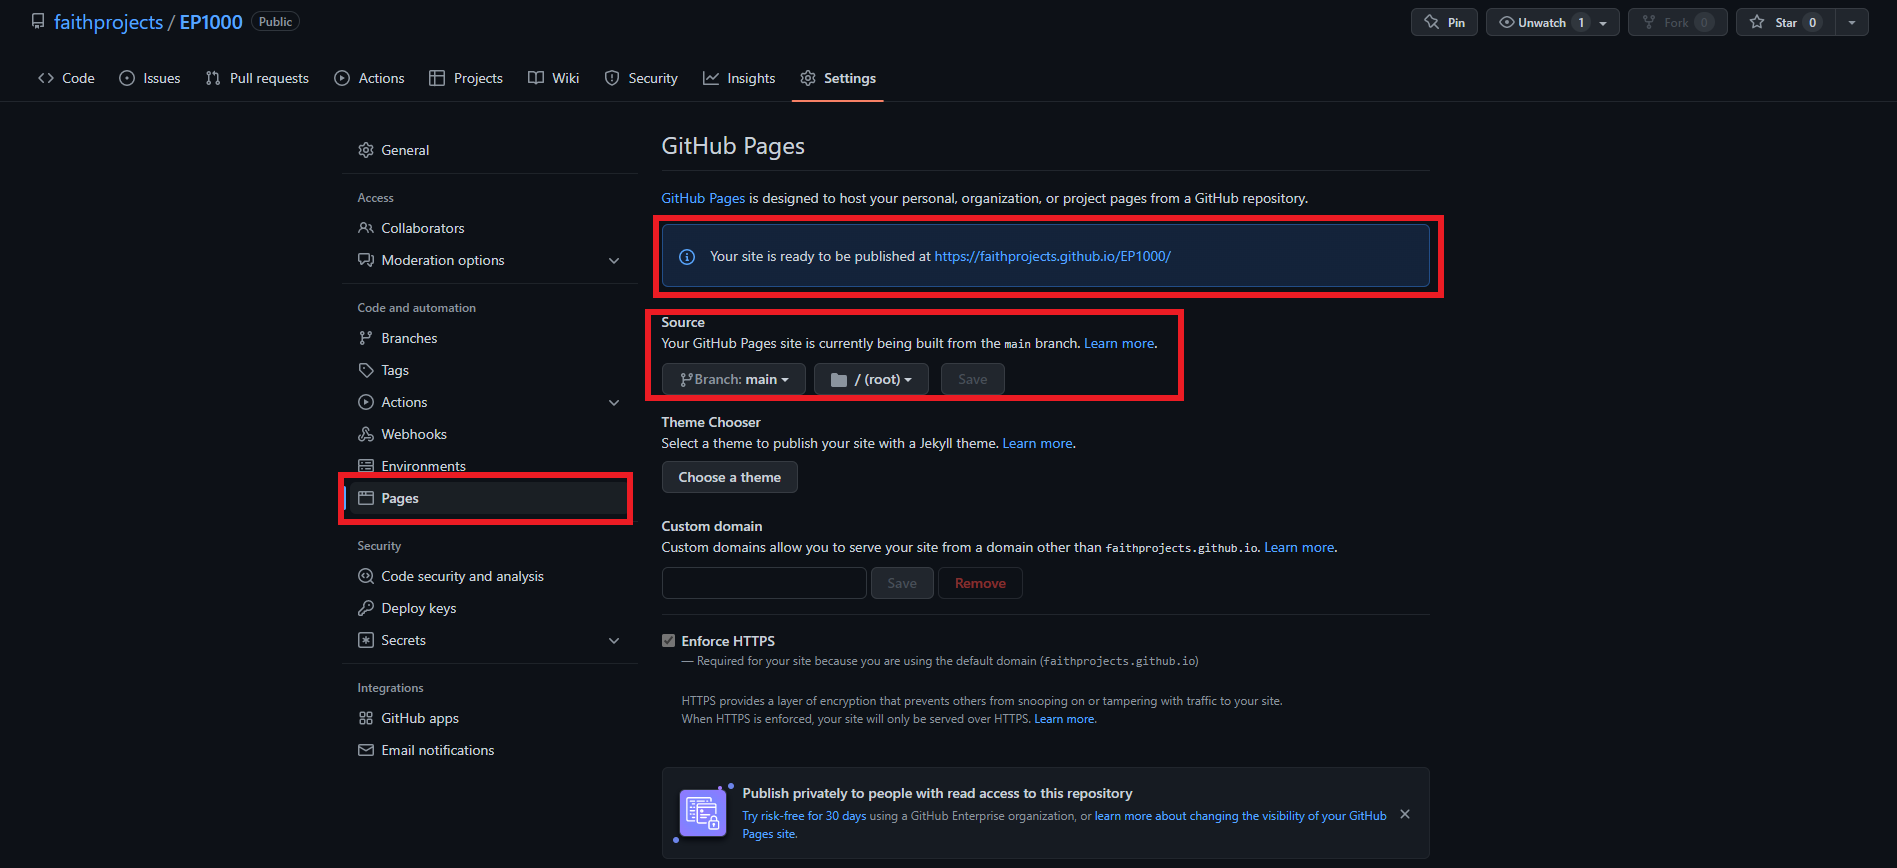 faithprojects / EP1000 Public
Pin
Unwatch 1
Fork 0
Star 0
Code
Issues
Pull requests
Actions
Projects
Wiki
Security
Insights
Settings
General
Access
Collaborators
Moderation options
Code and automation
Branches
Tags
Actions
Webhooks
Environments
Pages
Security
Code security and analysis
Deploy keys
Secrets
Integrations
GitHub apps
Email notifications
GitHub Pages
GitHub Pages is designed to host your personal, organization, or project pages from a GitHub repository.
Your site is ready to be published at https://faithprojects.github.io/EP1000/
Source
Your GitHub Pages site is currently being built from the main branch. Learn more.
Branch: main
/ (root)
Save
Theme Chooser
Select a theme to publish your site with a Jekyll theme. Learn more.
Choose a theme
Custom domain
Custom domains allow you to serve your site from a domain other than faithprojects.github.io. Learn more.
Save
Remove
Enforce HTTPS
— Required for your site because you are using the default domain (faithprojects.github.io)
HTTPS provides a layer of encryption that prevents others from snooping on or tampering with traffic to your site.
When HTTPS is enforced, your site will only be served over HTTPS. Learn more.
Publish privately to people with read access to this repository
Try risk-free for 30 days using a GitHub Enterprise organization, or learn more about changing the visibility of your GitHub
Pages site.